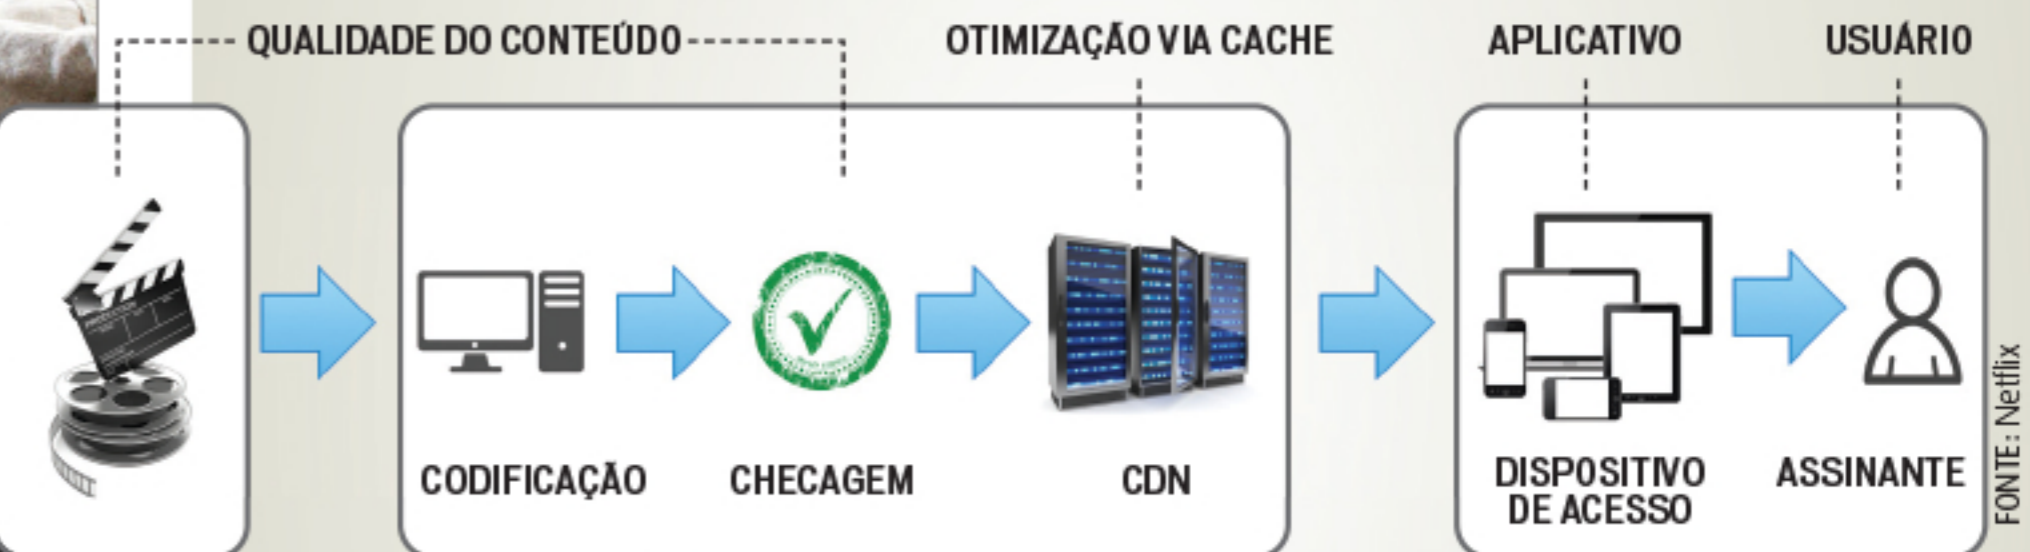 QUALIDADE DO CONTEÚDO
OTIMIZAÇÃO VIA CACHE
APLICATIVO
USUÁRIO
CODIFICAÇÃO
CHECAGEM
CDN
DISPOSITIVO
DE ACESSO
ASSINANTE
FONTE: Netflix